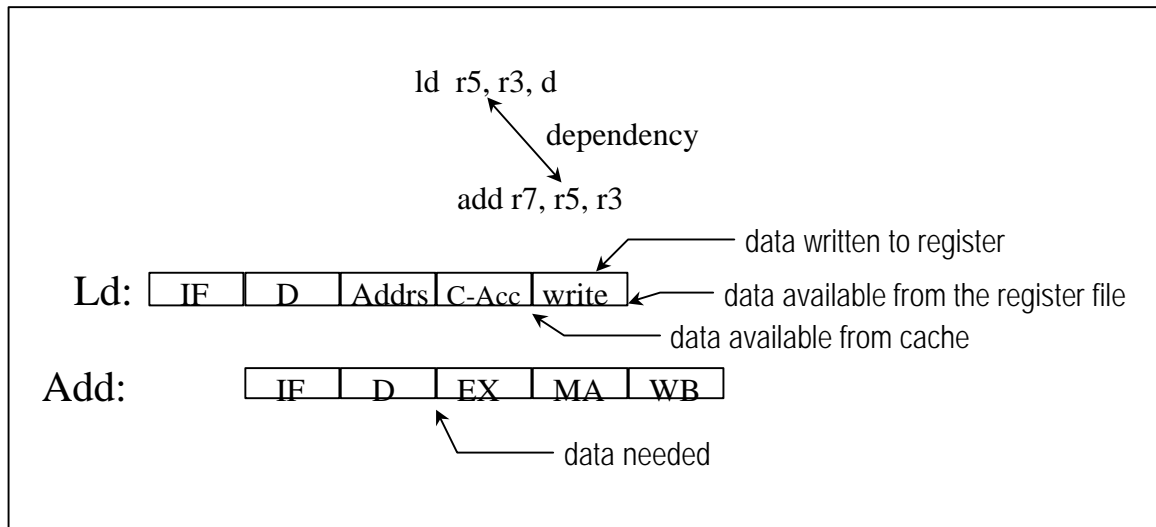 ld  r5, r3, d
dependency
add r7, r5, r3
data written to register
Ld: IF D Addrs C-Acc write
data available from the register file
data available from cache
Add: IF D EX MA WB
data needed